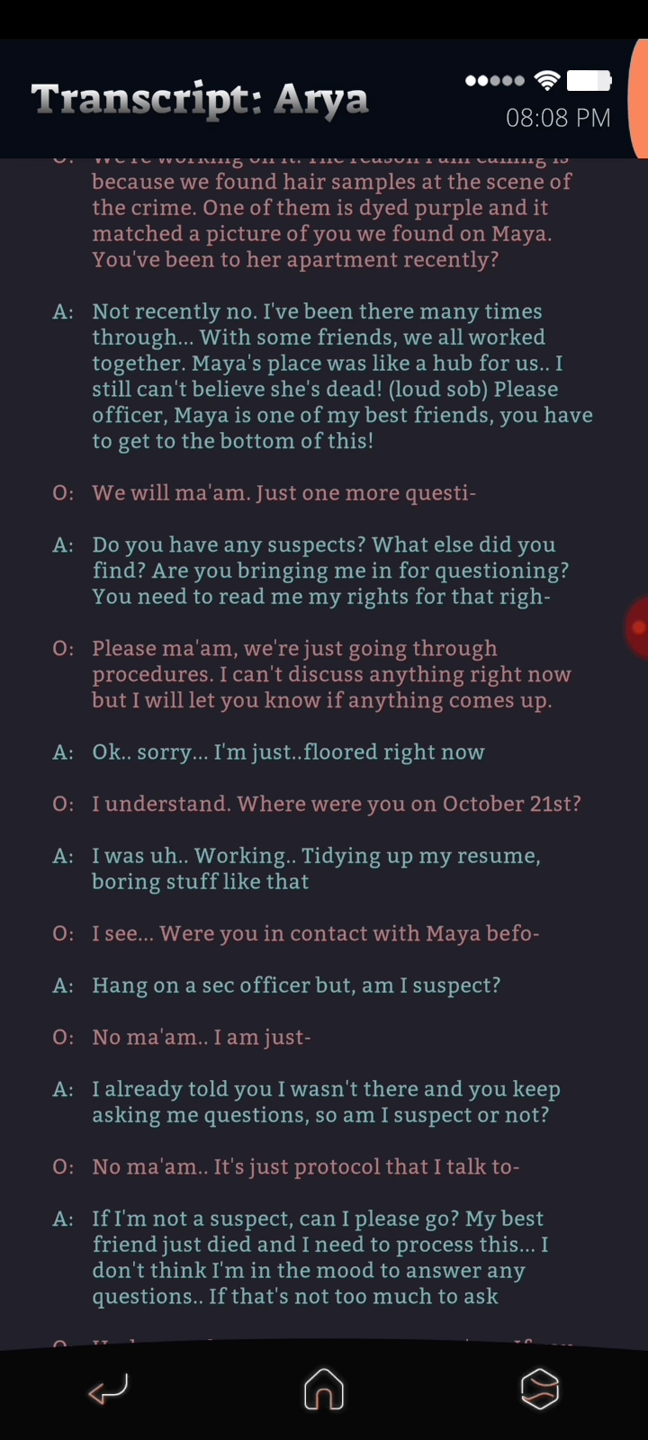 Transcript: Arya
08:08 PM
O: We're working on it. The reason I am calling is
because we found hair samples at the scene of
the crime. One of them is dyed purple and it
matched a picture of you we found on Maya.
You've been to her apartment recently?
A: Not recently no. I've been there many times
through... With some friends, we all worked
together. Maya's place was like a hub for us.. I
still can't believe she's dead! (loud sob) Please
officer, Maya is one of my best friends, you have
to get to the bottom of this!
O: We will ma'am. Just one more questi-
A: Do you have any suspects? What else did you
find? Are you bringing me in for questioning?
You need to read me my rights for that righ-
O: Please ma'am, we're just going through
procedures. I can't discuss anything right now
but I will let you know if anything comes up.
A: Ok.. sorry... I'm just..floored right now
O: I understand. Where were you on October 21st?
A: I was uh.. Working.. Tidying up my resume,
boring stuff like that
O: I see... Were you in contact with Maya befo-
A: Hang on a sec officer but, am I suspect?
O: No ma'am.. I am just-
A: I already told you I wasn't there and you keep
asking me questions, so am I suspect or not?
O: No ma'am.. It's just protocol that I talk to-
A: If I'm not a suspect, can I please go? My best
friend just died and I need to process this... I
don't think I'm in the mood to answer any
questions.. If that's not too much to ask